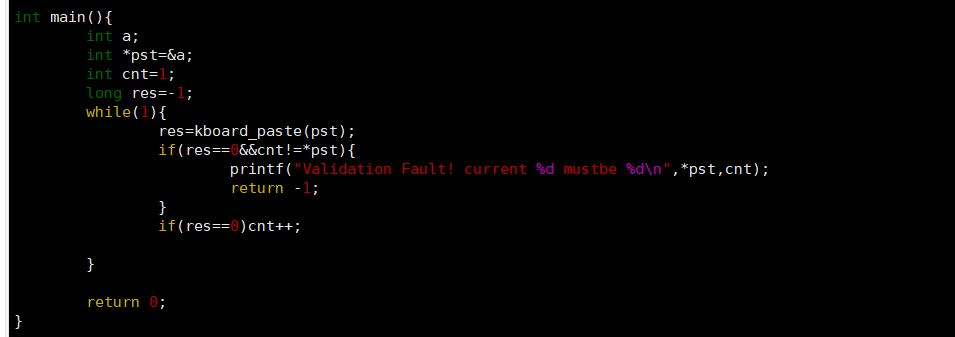 int main(){
        int a;
        int *pst=&a;
        int cnt=1;
        long res=-1;
        while(1){
                res=kboard_paste(pst);
                if(res==0&&cnt!=*pst){
                        printf("Validation Fault! current %d mustbe %d\n",*pst,cnt);
                        return -1;
                }
                if(res==0)cnt++;

        }

        return 0;
}